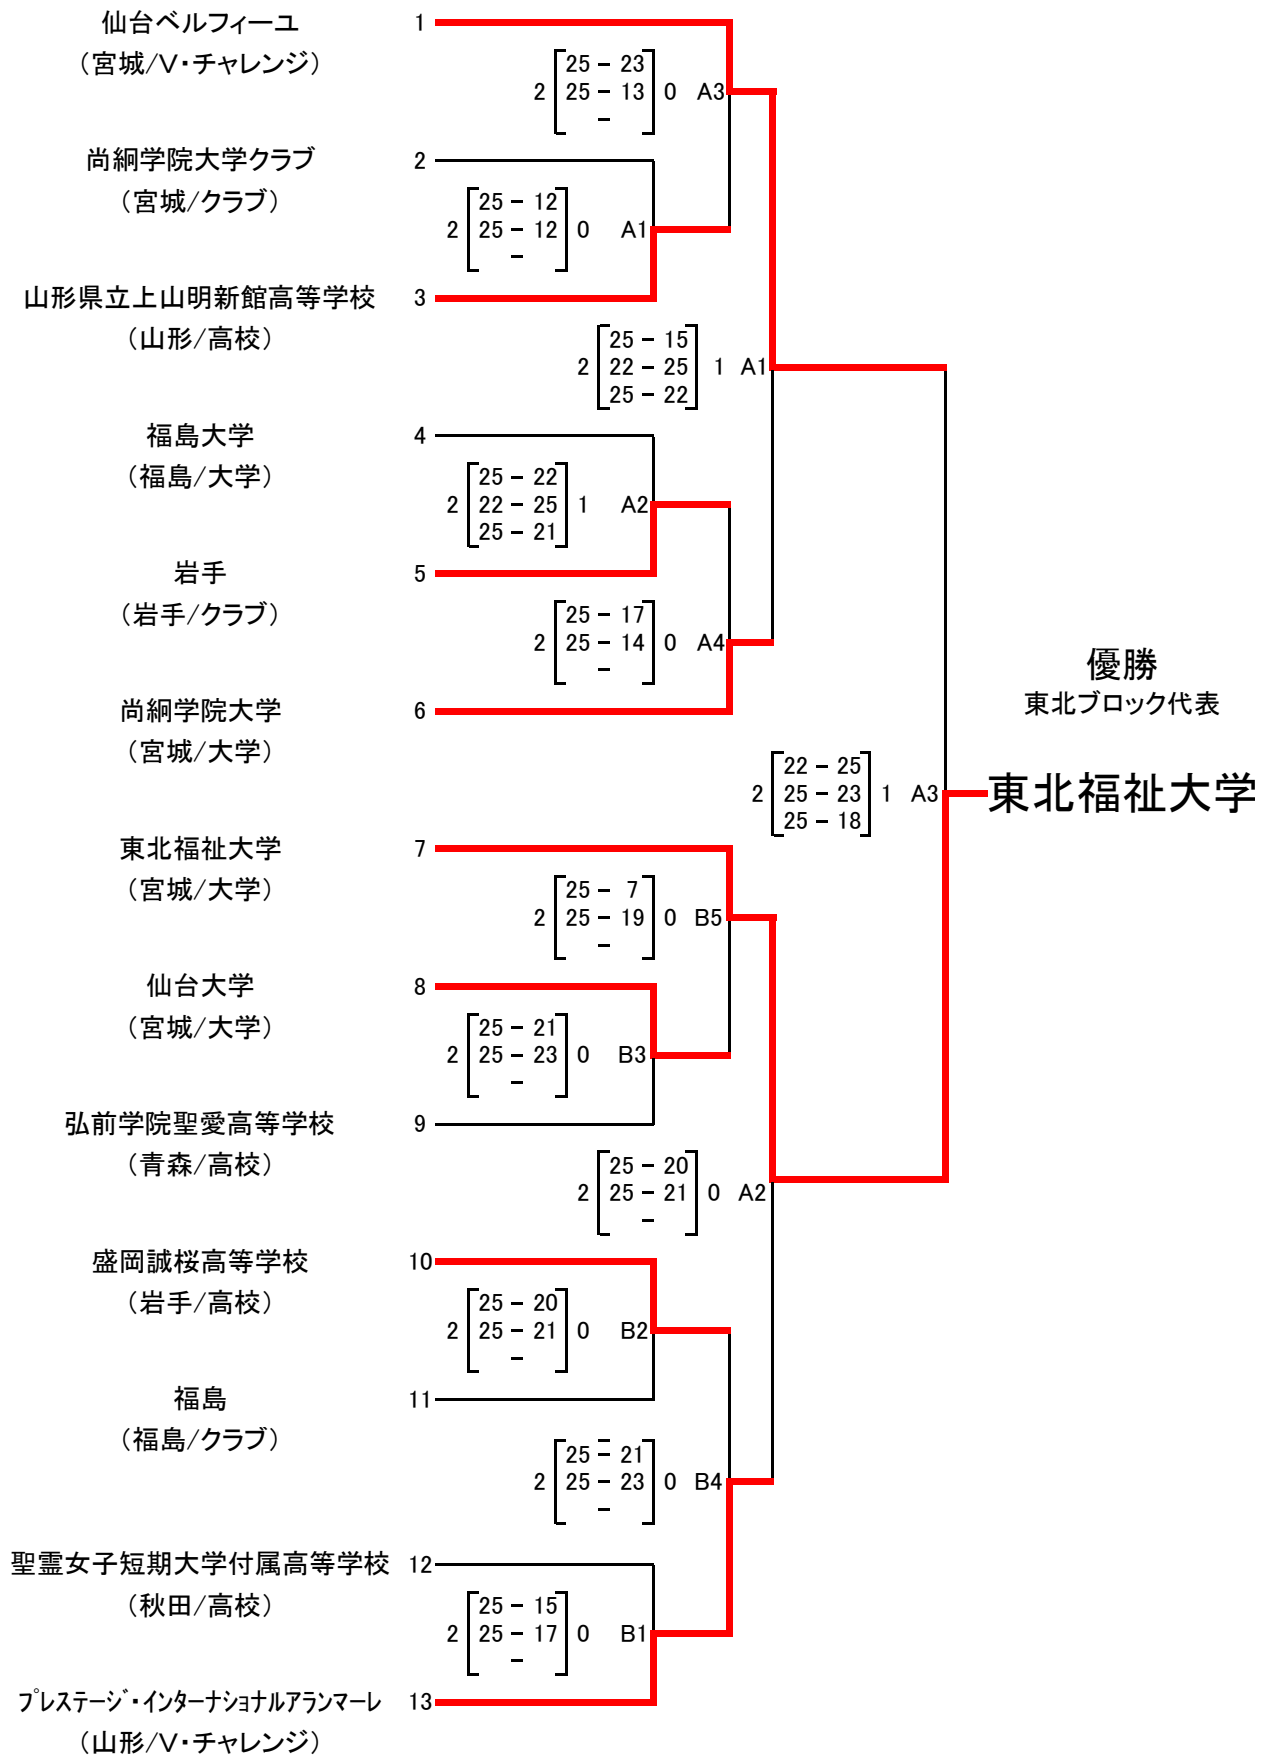 仙台ベルフィーユ 1
（宮城/V・チャレンジ）
25 - 23
2 25 - 13 0 A3
-
尚絅学院大学クラブ 2
（宮城/クラブ）
25 - 12
2 25 - 12 0 A1
-
山形県立上山明新館高等学校 3
（山形/高校）
25 - 15
2 22 - 25 1 A1
25 - 22
福島大学 4
（福島/大学）
25 - 22
2 22 - 25 1 A2
25 - 21
岩手 5
（岩手/クラブ）
25 - 17
2 25 - 14 0 A4
-
尚絅学院大学 6
（宮城/大学）
優勝
東北ブロック代表
22 - 25
2 25 - 23 1 A3
25 - 18
東北福祉大学
東北福祉大学 7
（宮城/大学）
25 - 7
2 25 - 19 0 B5
-
仙台大学 8
（宮城/大学）
25 - 21
2 25 - 23 0 B3
-
弘前学院聖愛高等学校 9
（青森/高校）
25 - 20
2 25 - 21 0 A2
-
盛岡誠桜高等学校 10
（岩手/高校）
25 - 20
2 25 - 21 0 B2
-
福島 11
（福島/クラブ）
25 - 21
2 25 - 23 0 B4
-
聖霊女子短期大学付属高等学校 12
（秋田/高校）
25 - 15
2 25 - 17 0 B1
-
プレステージ・インターナショナルアランマーレ 13
（山形/V・チャレンジ）